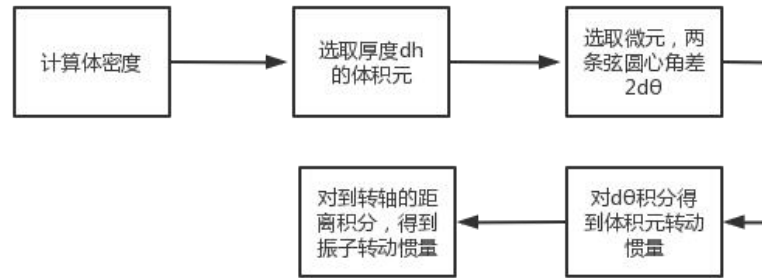 计算体密度
选取厚度dh
的体积元
选取微元，两
条弦圆心角差
2dθ
对dθ积分得
到体积元转动
惯量
对到转轴的距
离积分，得到
振子转动惯量